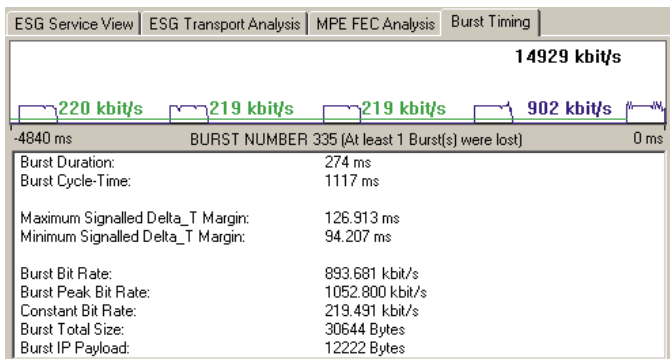 ESG Service View ESG Transport Analysis MPE FEC Analysis Burst Timing
14929 kbit/s
220 kbit/s 219 kbit/s 219 kbit/s 902 kbit/s
-4840 ms BURST NUMBER 335 (At least 1 Burst(s) were lost) 0 ms
Burst Duration: 274 ms
Burst Cycle-Time: 1117 ms
Maximum Signalled Delta_T Margin: 126.913 ms
Minimum Signalled Delta_T Margin: 94.207 ms
Burst Bit Rate: 893.681 kbit/s
Burst Peak Bit Rate: 1052.800 kbit/s
Constant Bit Rate: 219.491 kbit/s
Burst Total Size: 30644 Bytes
Burst IP Payload: 12222 Bytes